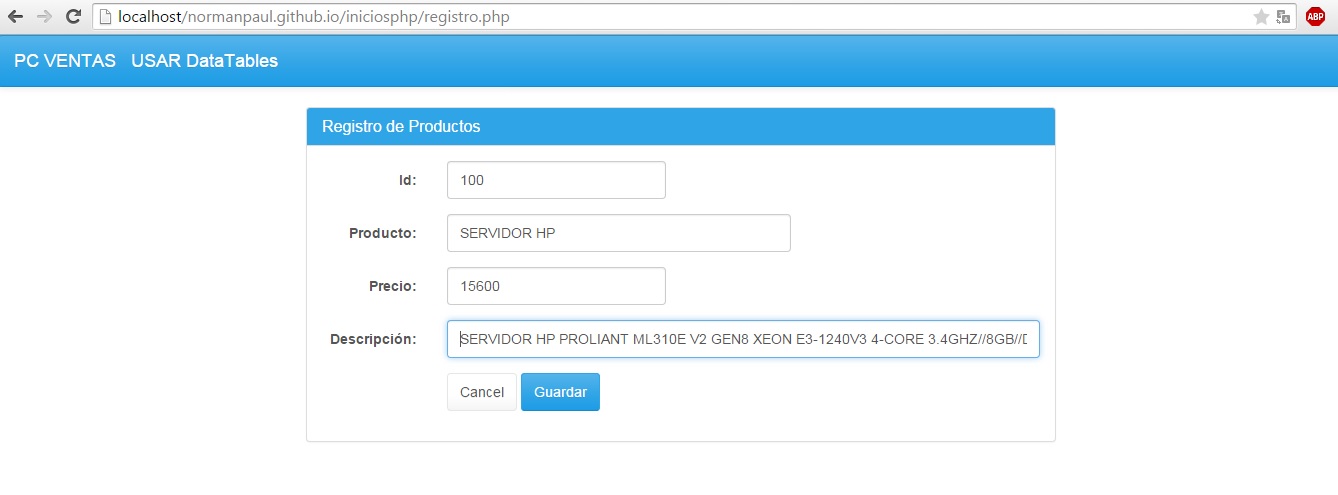 localhost/normanpaul.github.io/iniciosphp/registro.php
ABP
PC VENTAS USAR DataTables
Registro de Productos
Id: 100
Producto: SERVIDOR HP
Precio: 15600
Descripción: SERVIDOR HP PROLIANT ML310E V2 GEN8 XEON E3-1240V3 4-CORE 3.4GHZ//8GB//
Cancel Guardar